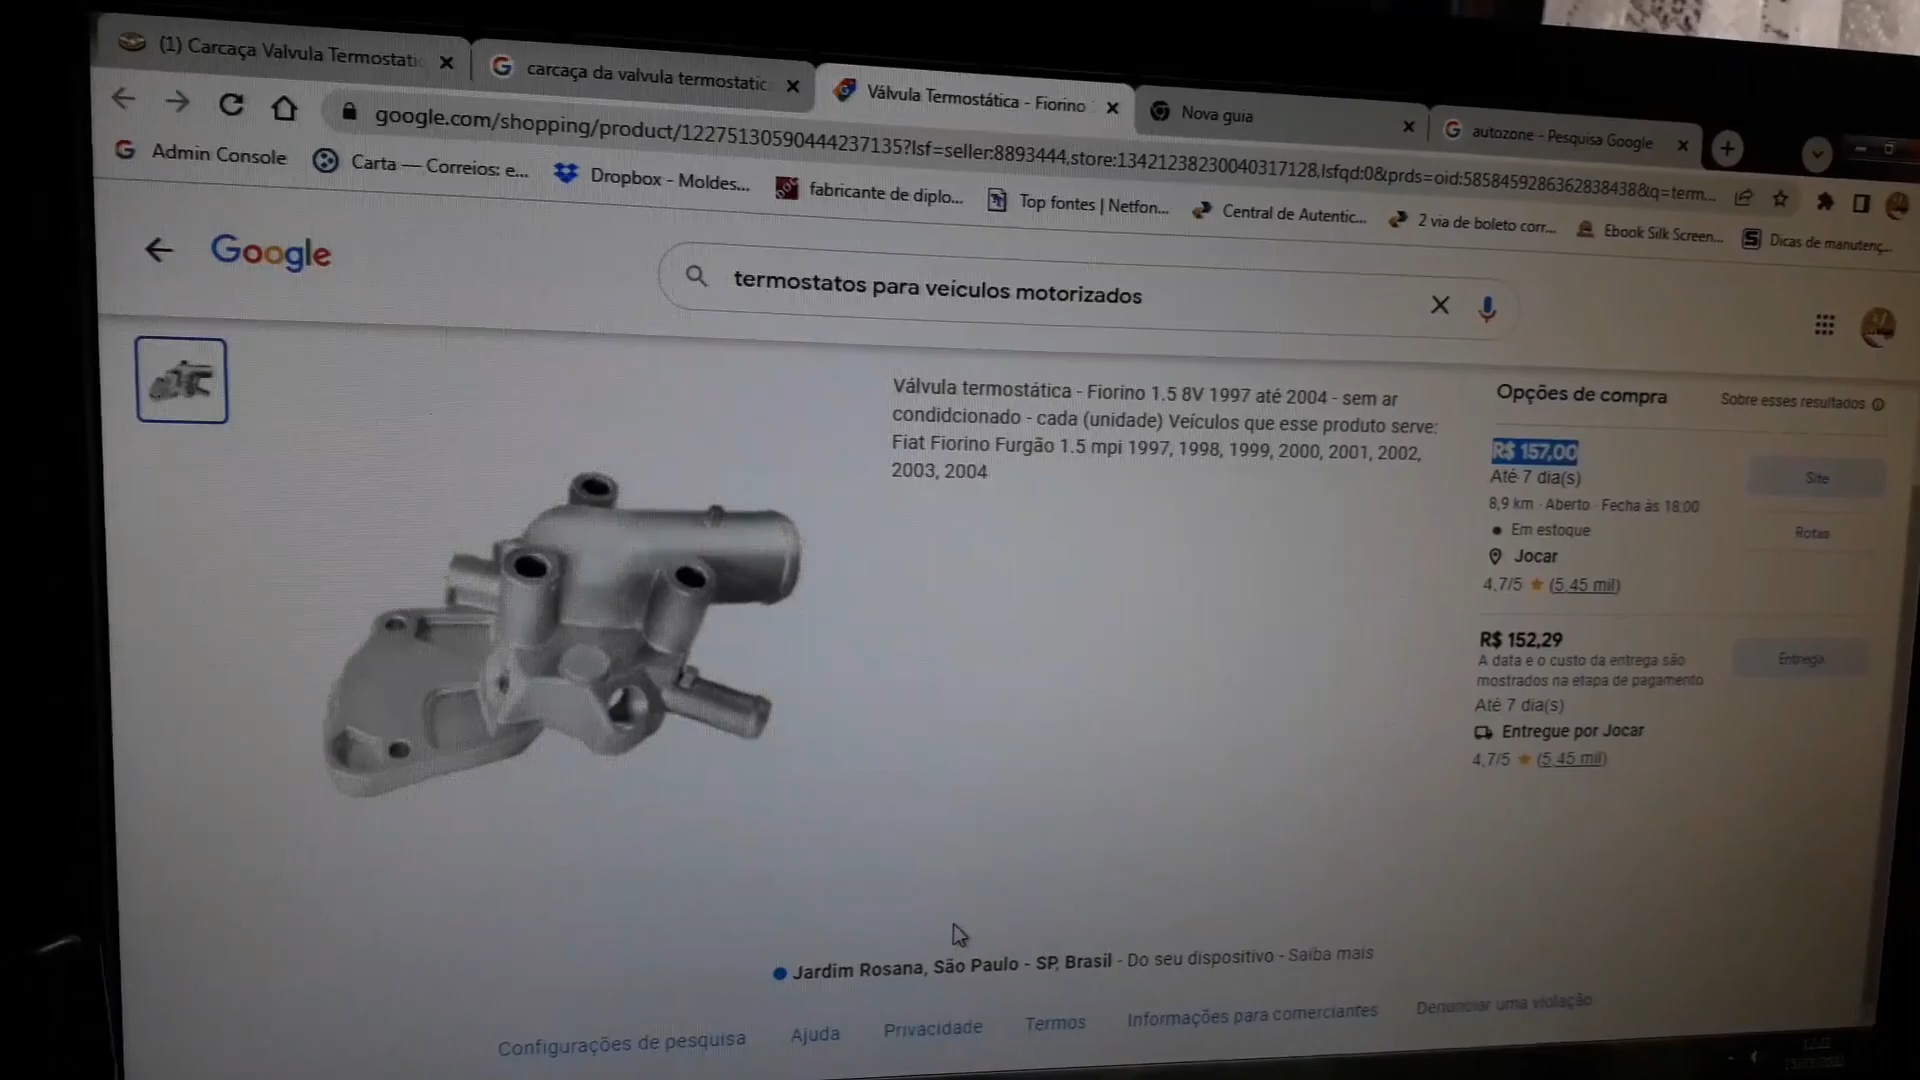 (1) Carcaça Valvula Termostatic
carcaça da valvula termostatic
Válvula Termostática - Fiorino
Nova guia
autozone - Pesquisa Google
google.com/shopping/product/12275130590444237135?lsf=seller:8893444,store:13421238230040317128,lsfqd:0&prds=oid:5858459286362838438&q=term...
Admin Console
Carta — Correios: e...
Dropbox - Moldes...
fabricante de diplo...
Top fontes | Netfon...
Central de Autentic...
2 via de boleto corr...
Ebook Silk Screen...
Dicas de manutenç...
Google
termostatos para veículos motorizados
Válvula termostática - Fiorino 1.5 8V 1997 até 2004 - sem ar
condidcionado - cada (unidade) Veículos que esse produto serve:
Fiat Fiorino Furgão 1.5 mpi 1997, 1998, 1999, 2000, 2001, 2002,
2003, 2004
Opções de compra
Sobre esses resultados
R$ 157,00
Site
Até 7 dia(s)
8,9 km · Aberto · Fecha às 18:00
Rotas
Em estoque
Jocar
4,7/5 ★ (5,45 mil)
R$ 152,29
Entrega
A data e o custo da entrega são
mostrados na etapa de pagamento
Até 7 dia(s)
Entregue por Jocar
4,7/5 ★ (5,45 mil)
Jardim Rosana, São Paulo - SP, Brasil - Do seu dispositivo - Saiba mais
Configurações de pesquisa
Ajuda
Privacidade
Termos
Informações para comerciantes
Denunciar uma violação